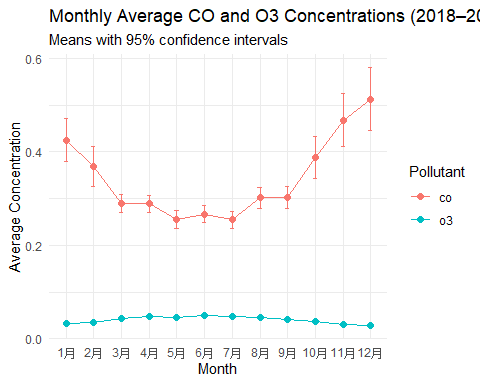 Monthly Average CO and O3 Concentrations (2018–20
Means with 95% confidence intervals
0.6
0.4
0.2
0.0
Average Concentration
1月 2月 3月 4月 5月 6月 7月 8月 9月 10月 11月 12月
Month
Pollutant
co
o3